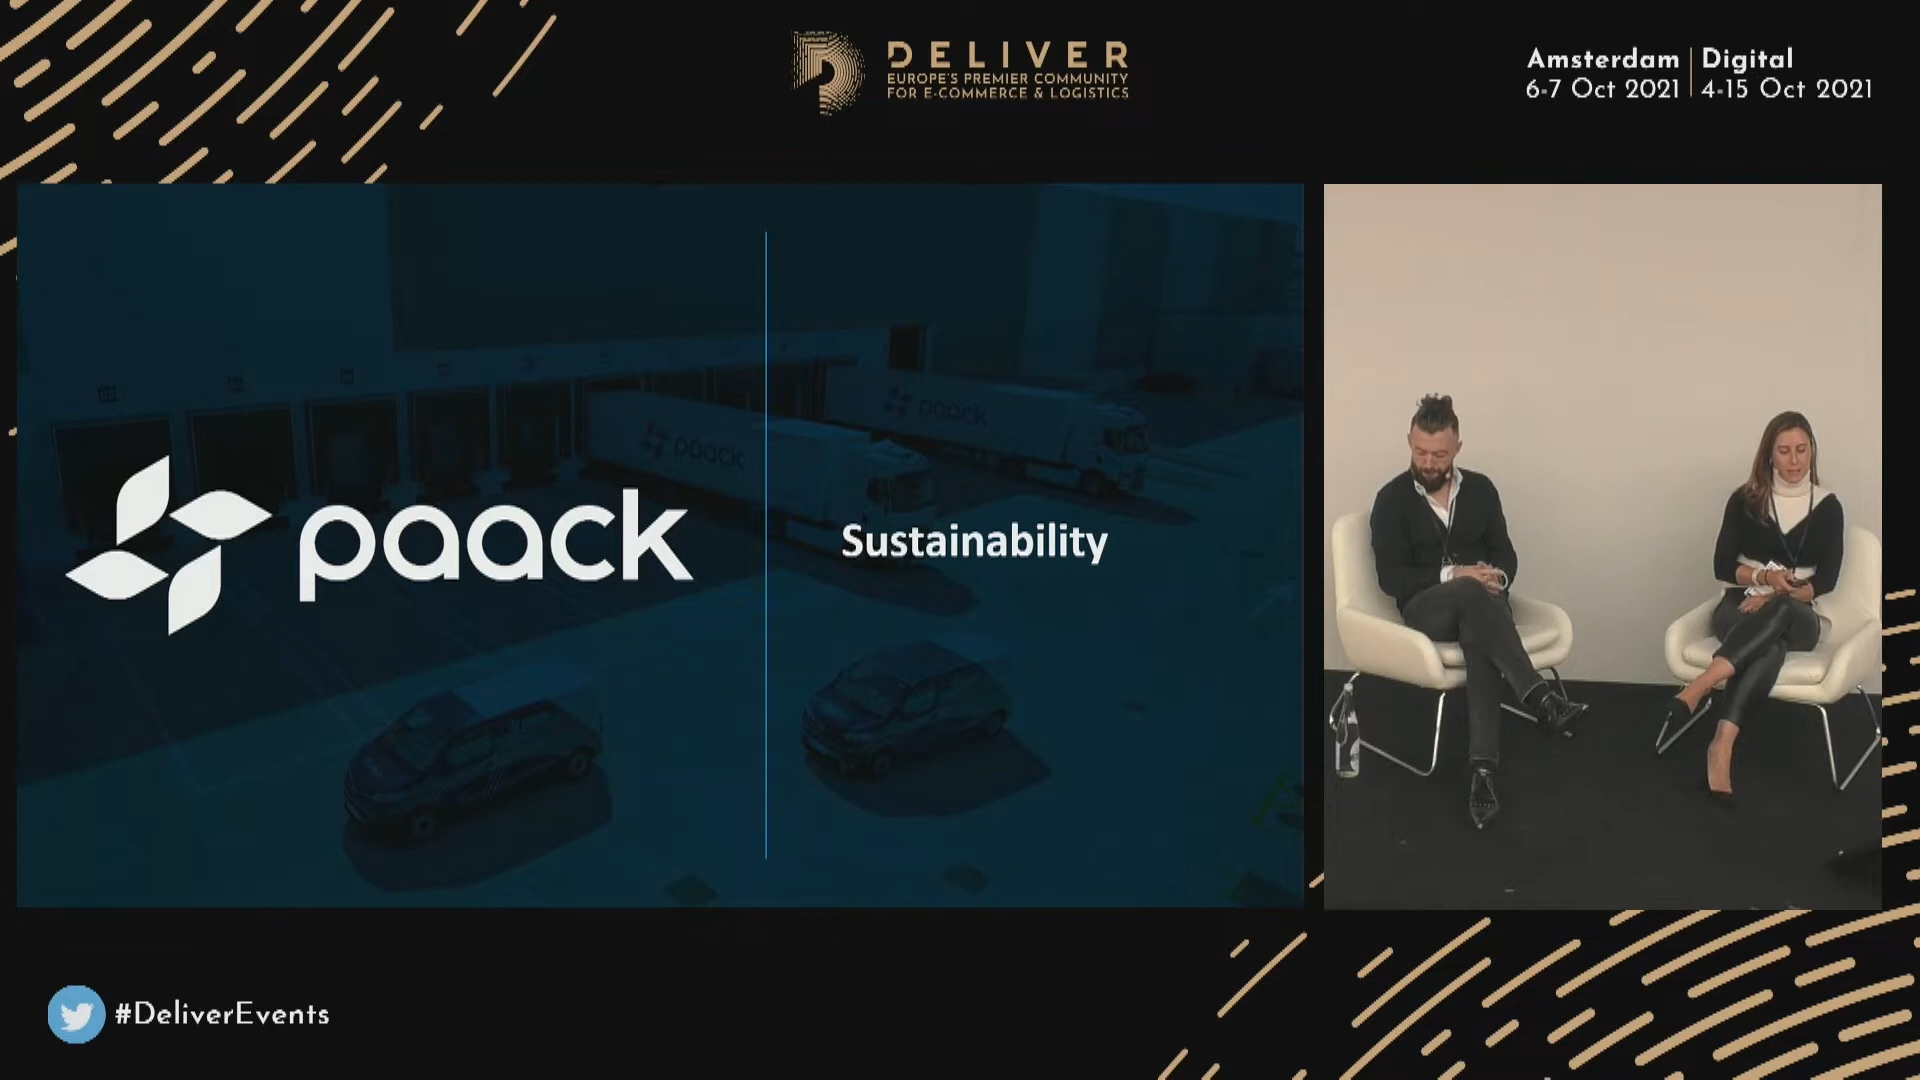 DELIVER
EUROPE'S PREMIER COMMUNITY
FOR E-COMMERCE & LOGISTICS
Amsterdam
6-7 Oct 2021
Digital
4-15 Oct 2021
paack
paack
paack
Sustainability
#DeliverEvents